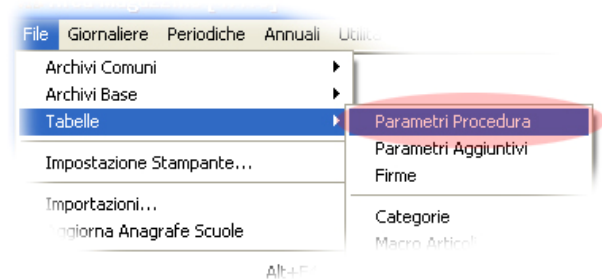 File Giornaliere Periodiche Annuali
Archivi Comuni
Archivi Base
Tabelle
Impostazione Stampante...
Importazioni...
Aggiorna Anagrafe Scuole
Parametri Procedura
Parametri Aggiuntivi
Firme
Categorie
Macro